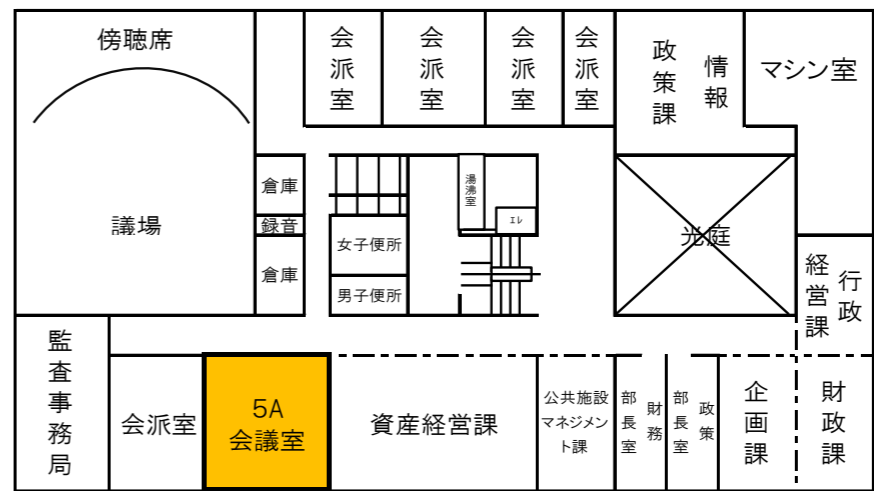 傍聴席
会派室
会派室
会派室
会派室
政策課
情報
マシン室
議場
倉庫
録音
倉庫
女子便所
男子便所
湯沸室
エレ
光庭
経営課
行政
監査事務局
会派室
5A
会議室
資産経営課
公共施設
マネジメン
ト課
部長室
財務
部長室
政策
企画課
財政課